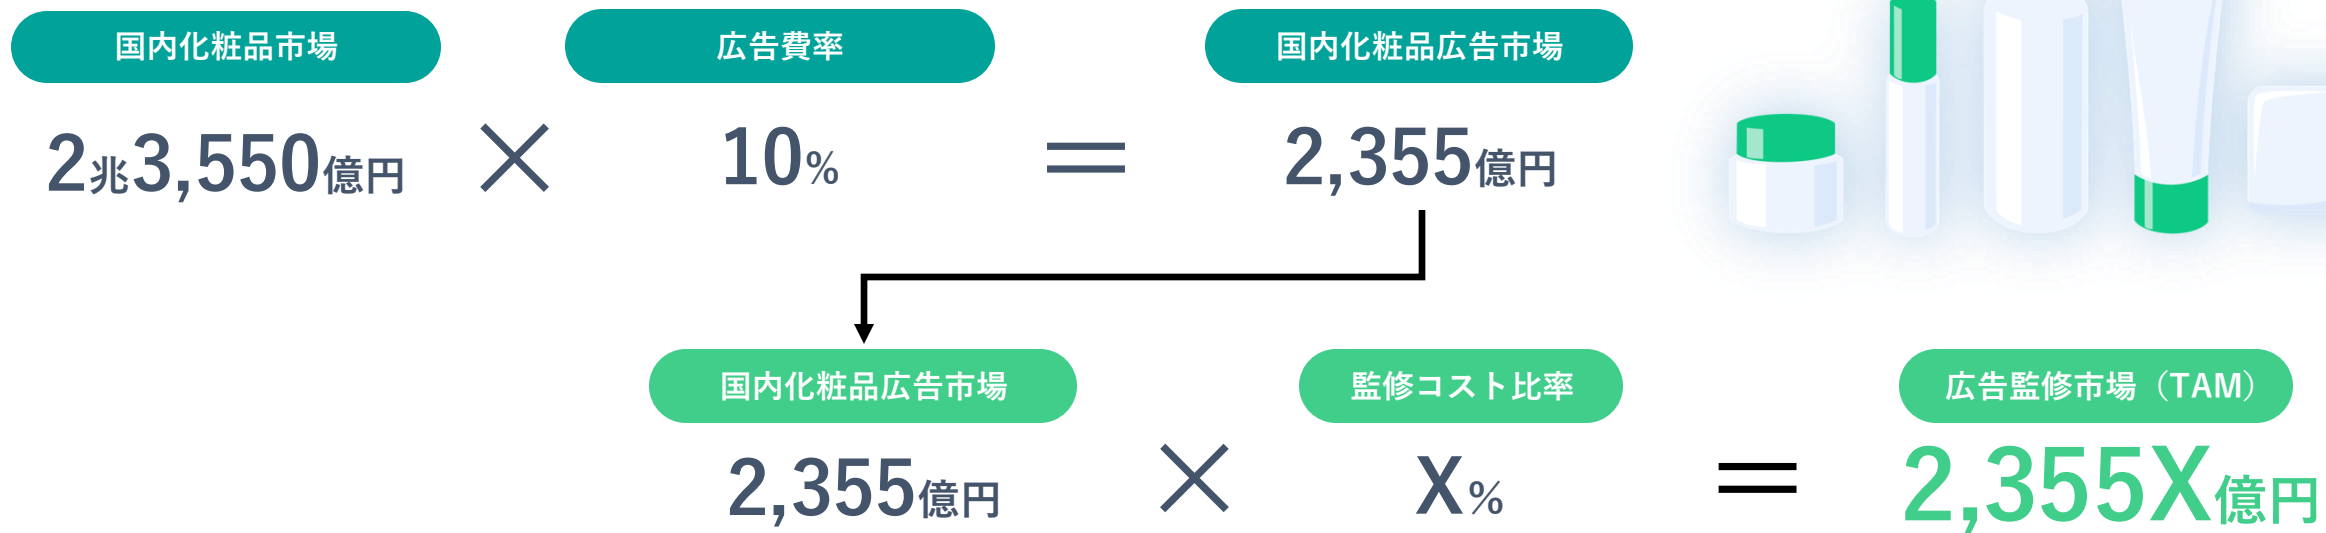 国内化粧品市場 広告費率 国内化粧品広告市場
2兆3,550億円 × 10% = 2,355億円
国内化粧品広告市場 監修コスト比率 広告監修市場（TAM）
2,355億円 × X% = 2,355X億円